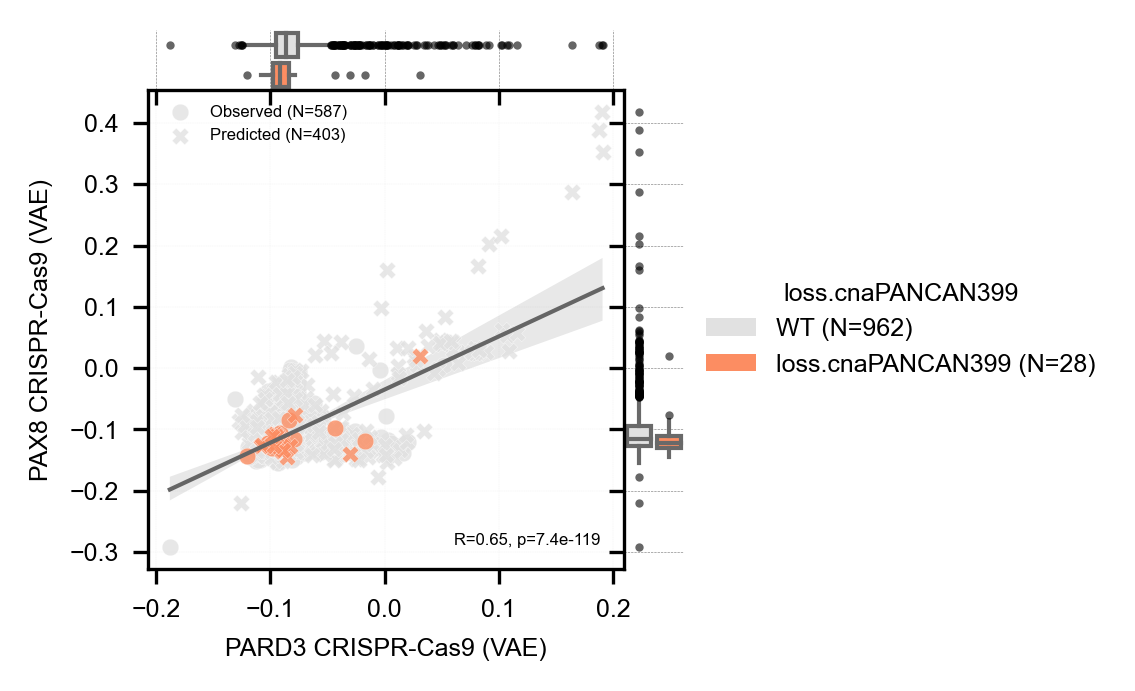 Observed (N=587)
Predicted (N=403)
0.4
0.3
0.2
0.1
0.0
−0.1
−0.2
−0.3
PAX8 CRISPR-Cas9 (VAE)
R=0.65, p=7.4e-119
−0.2
−0.1
0.0
0.1
0.2
PARD3 CRISPR-Cas9 (VAE)
loss.cnaPANCAN399
WT (N=962)
loss.cnaPANCAN399 (N=28)